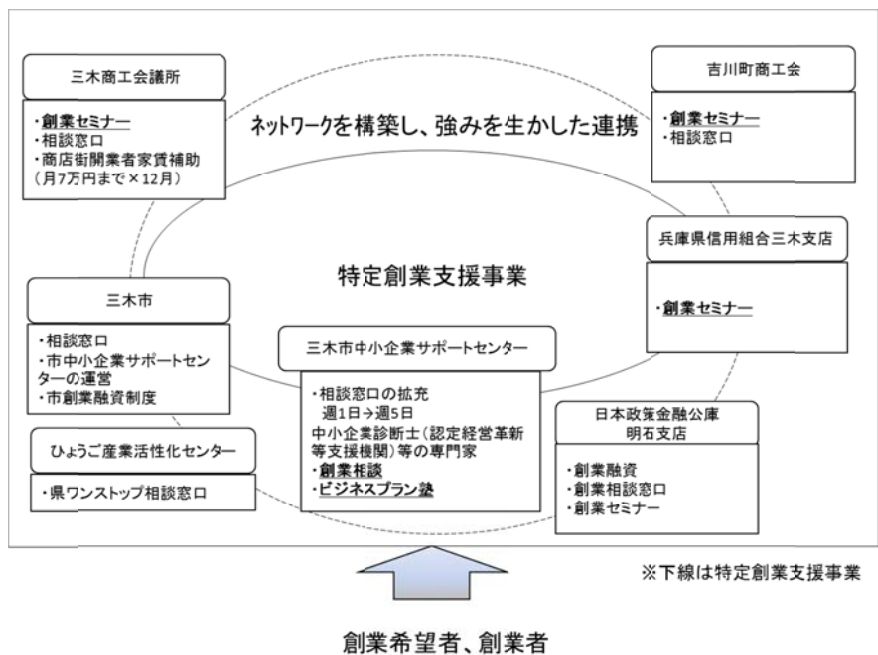 三木商工会議所
・創業セミナー
・相談窓口
・商店街開業者家賃補助
（月7万円まで×12月）
吉川町商工会
・創業セミナー
・相談窓口
ネットワークを構築し、強みを生かした連携
兵庫県信用組合三木支店
・創業セミナー
特定創業支援事業
三木市
・相談窓口
・市中小企業サポートセン
ターの運営
・市創業融資制度
三木市中小企業サポートセンター
・相談窓口の拡充
週1日→週5日
中小企業診断士（認定経営革新
等支援機関）等の専門家
・創業相談
・ビジネスプラン塾
日本政策金融公庫
明石支店
・創業融資
・創業相談窓口
・創業セミナー
ひょうご産業活性化センター
・県ワンストップ相談窓口
※下線は特定創業支援事業
創業希望者、創業者